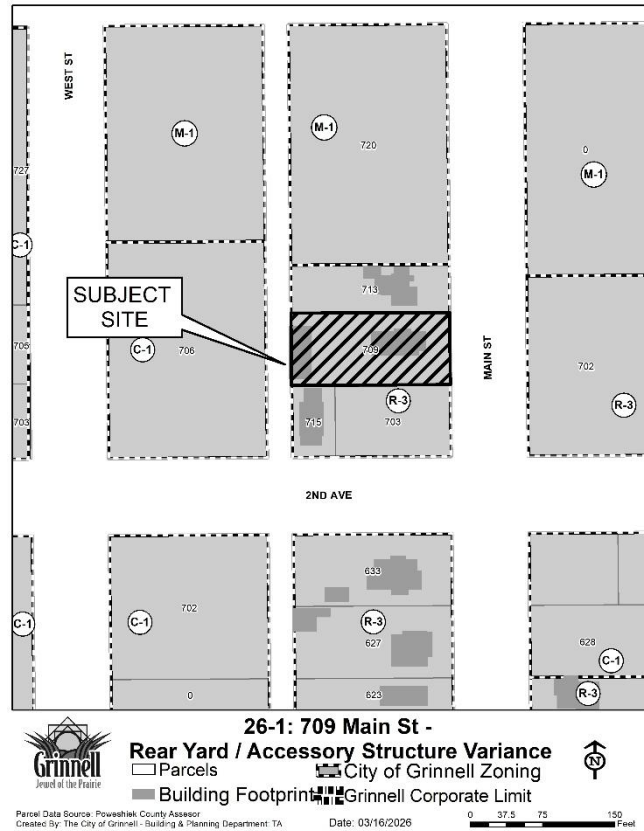 WEST ST
M-1
M-1
720
0
M-1
727
C-1
713
SUBJECT
SITE
709
MAIN ST
706
C-1
706
702
R-3
R-3
703
715
703
2ND AVE
633
702
C-1
C-1
R-3
627
628
C-1
0
623
R-3
26-1: 709 Main St -
Rear Yard / Accessory Structure Variance
Grinnell
Jewel of the Prairie
Parcels
City of Grinnell Zoning
Building Footprint
Grinnell Corporate Limit
N
Parcel Data Source: Poweshiek County Assesor
Created By: The City of Grinnell - Building & Planning Department: TA
Date: 03/16/2026
0 37.5 75 150
Feet